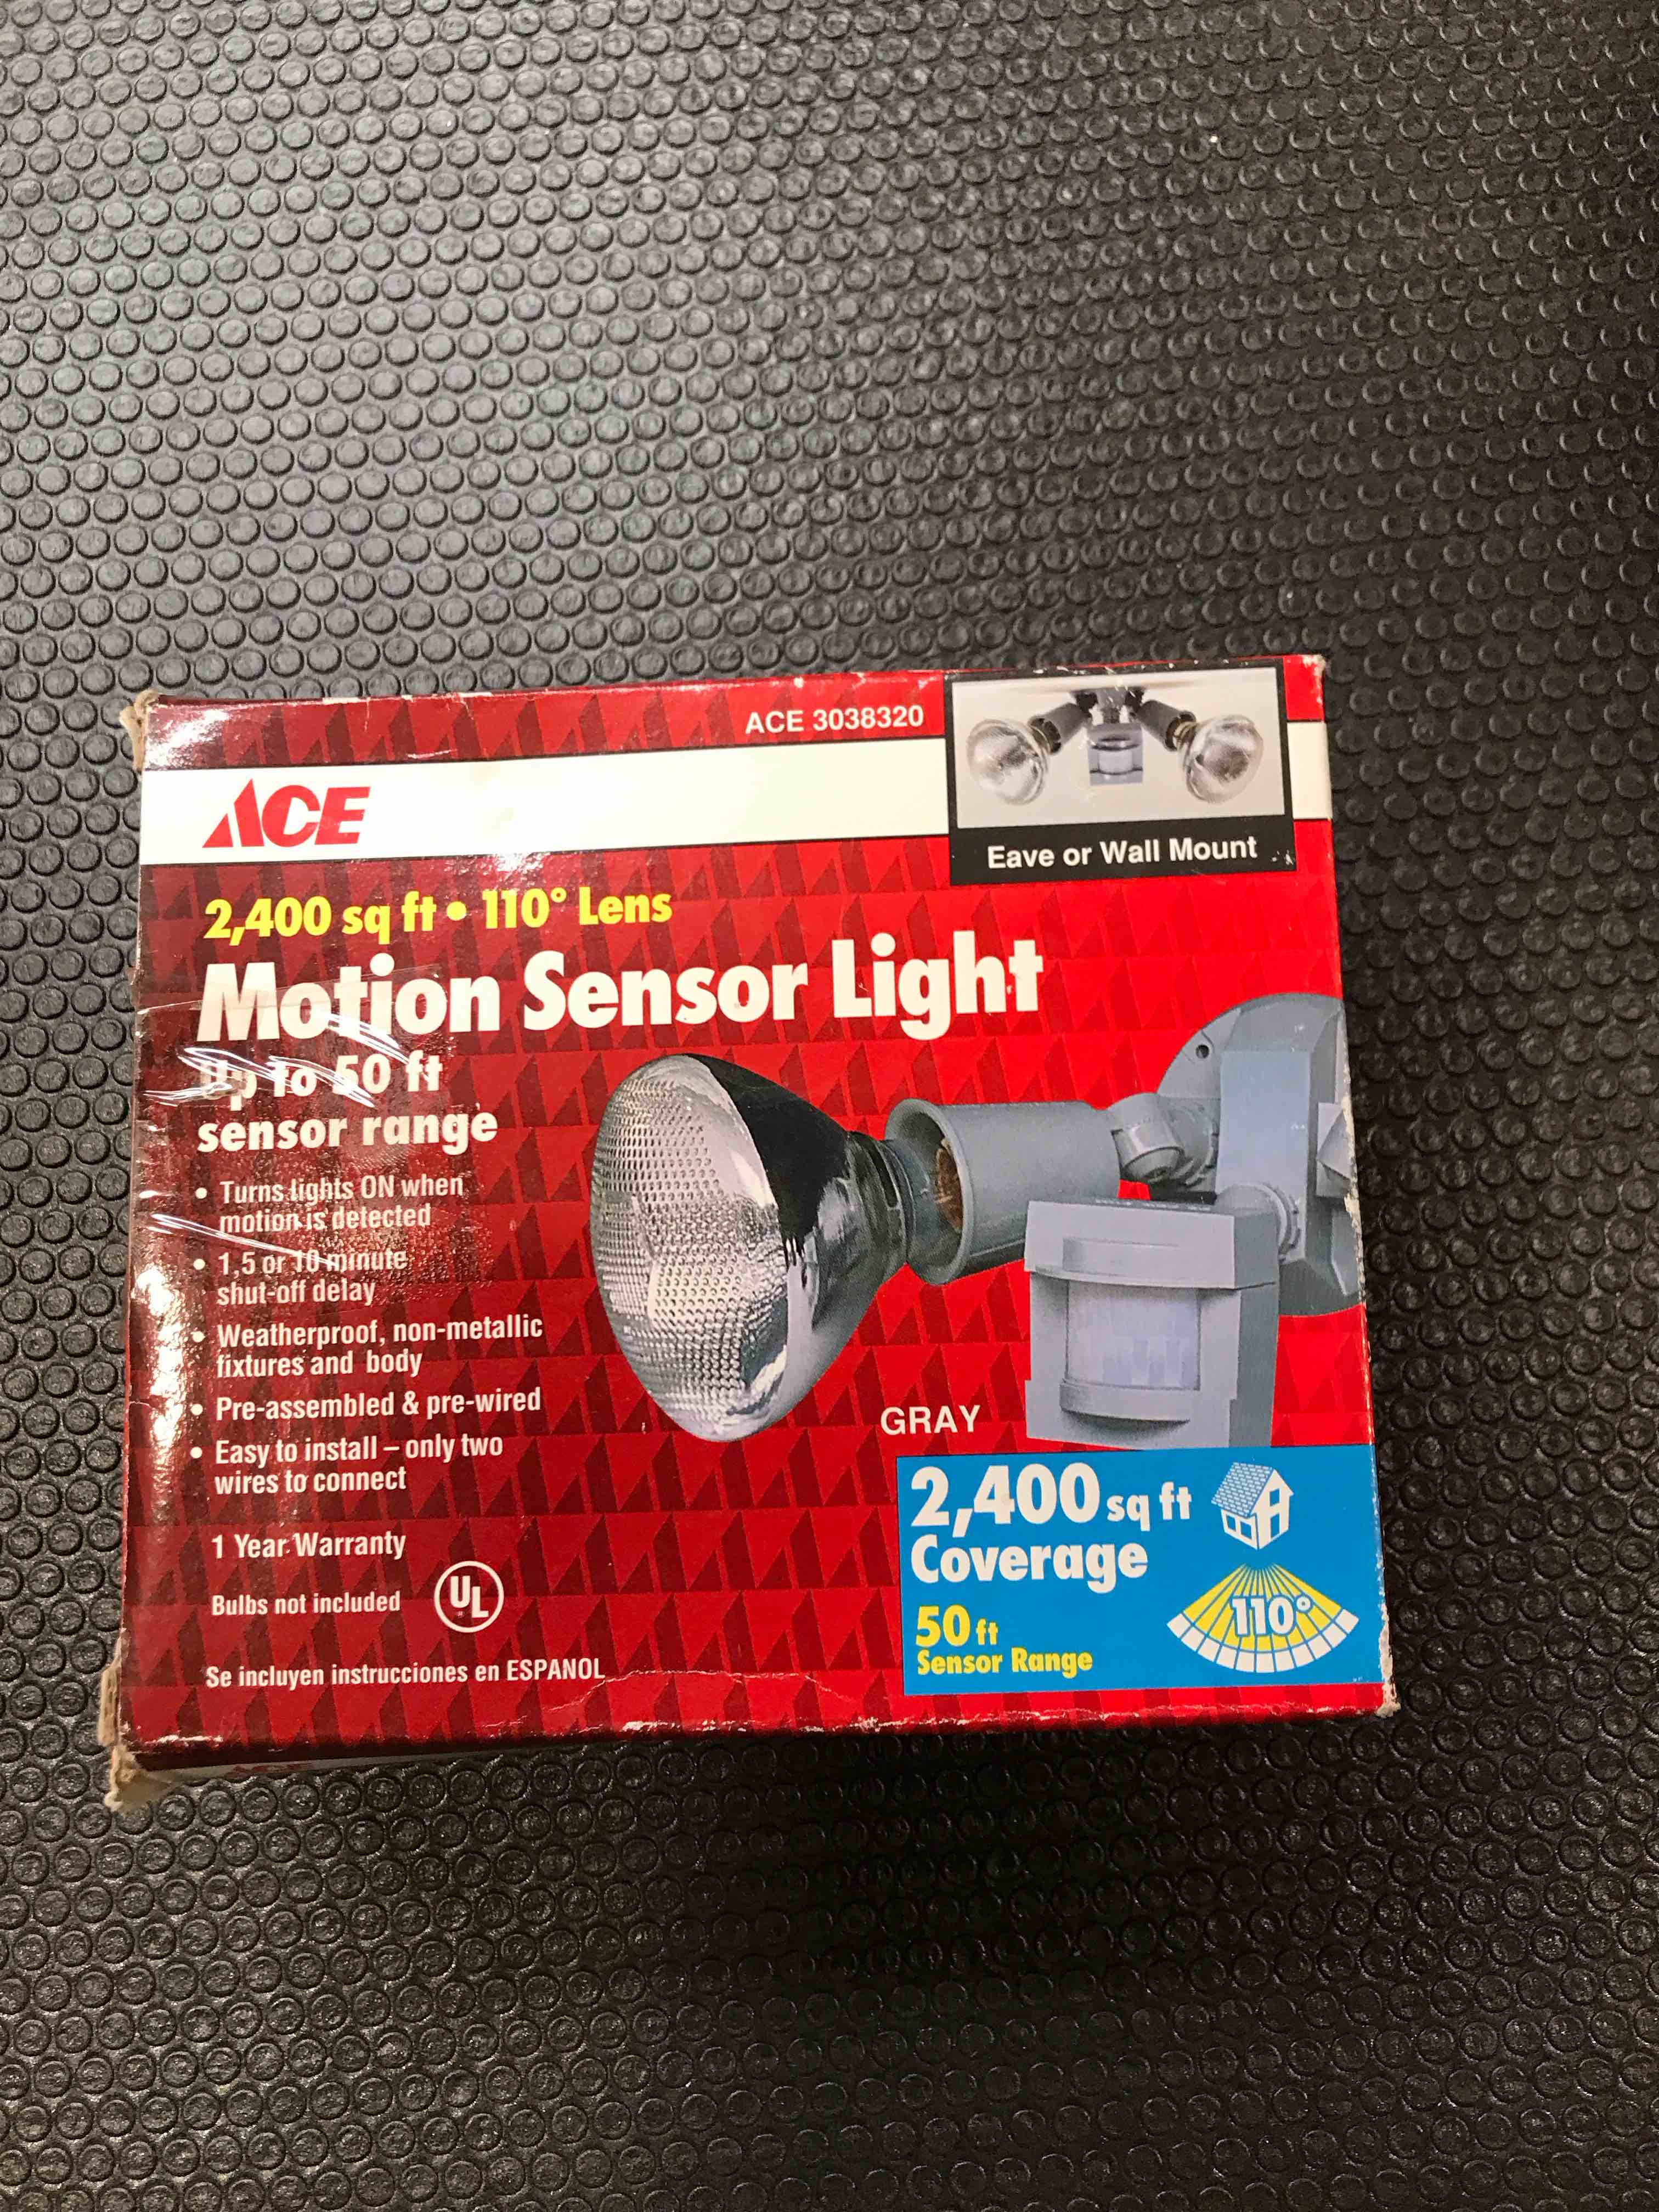 ACE 3038320
ACE
Eave or Wall Mount
2,400 sq ft • 110° Lens
Motion Sensor Light
Up to 50 ft
sensor range
• Turns lights ON when
motion is detected
• 1, 5 or 10 minute
shut-off delay
• Weatherproof, non-metallic
fixtures and body
• Pre-assembled & pre-wired
• Easy to install – only two
wires to connect
GRAY
1 Year Warranty
Bulbs not included
UL
Se incluyen instrucciones en ESPANOL
2,400 sq ft
Coverage
50 ft
Sensor Range
110°